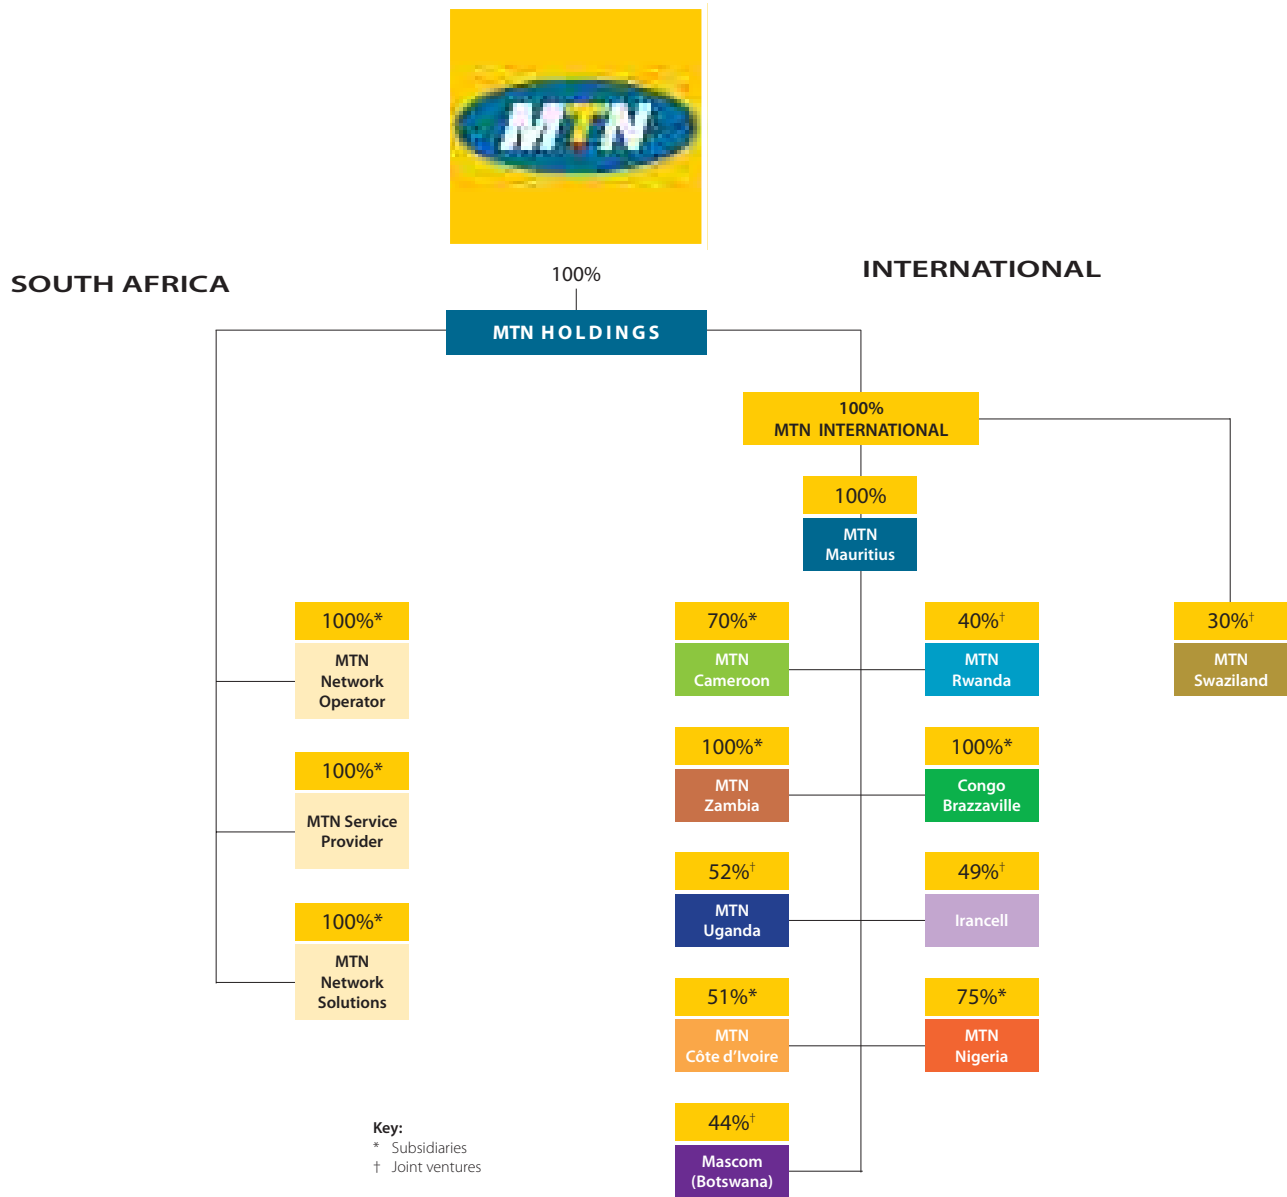 MTN
SOUTH AFRICA
100%
INTERNATIONAL
MTN HOLDINGS
100%
MTN INTERNATIONAL
100%
MTN
Mauritius
100%*
MTN
Network
Operator
70%*
MTN
Cameroon
40%†
MTN
Rwanda
30%†
MTN
Swaziland
100%*
MTN Service
Provider
100%*
MTN
Zambia
100%*
Congo
Brazzaville
52%†
MTN
Uganda
49%†
Irancell
100%*
MTN
Network
Solutions
51%*
MTN
Côte d’Ivoire
75%*
MTN
Nigeria
44%†
Mascom
(Botswana)
Key:
* Subsidiaries
† Joint ventures